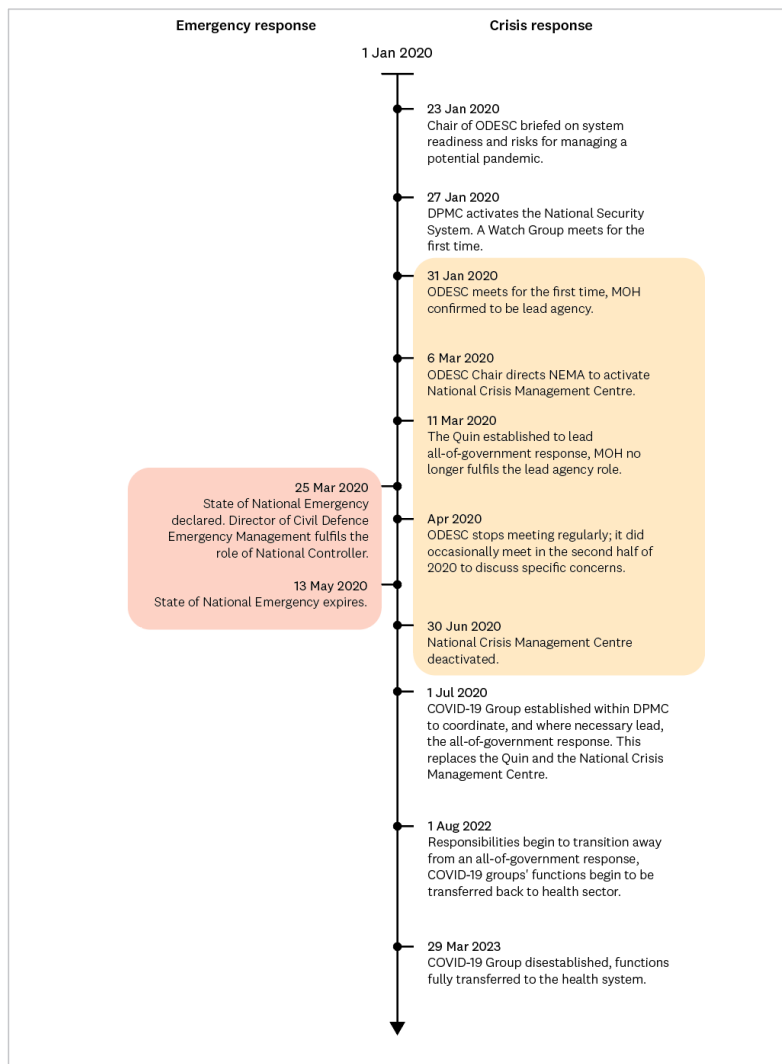 Emergency response
Crisis response
1 Jan 2020
23 Jan 2020
Chair of ODESC briefed on system
readiness and risks for managing a
potential pandemic.
27 Jan 2020
DPMC activates the National Security
System. A Watch Group meets for the
first time.
31 Jan 2020
ODESC meets for the first time, MOH
confirmed to be lead agency.
6 Mar 2020
ODESC Chair directs NEMA to activate
National Crisis Management Centre.
11 Mar 2020
The Quin established to lead
all-of-government response, MOH no
longer fulfils the lead agency role.
25 Mar 2020
State of National Emergency
declared. Director of Civil Defence
Emergency Management fulfils the
role of National Controller.
Apr 2020
ODESC stops meeting regularly; it did
occasionally meet in the second half of
2020 to discuss specific concerns.
13 May 2020
State of National Emergency expires.
30 Jun 2020
National Crisis Management Centre
deactivated.
1 Jul 2020
COVID-19 Group established within DPMC
to coordinate, and where necessary lead,
the all-of-government response. This
replaces the Quin and the National Crisis
Management Centre.
1 Aug 2022
Responsibilities begin to transition away
from an all-of-government response,
COVID-19 groups' functions begin to be
transferred back to health sector.
29 Mar 2023
COVID-19 Group disestablished, functions
fully transferred to the health system.